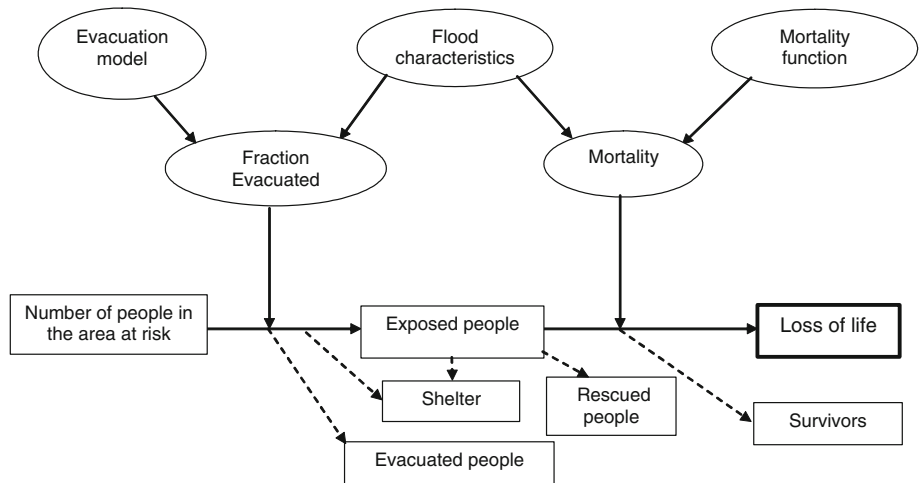 Evacuation
model
Flood
characteristics
Mortality
function
Fraction
Evacuated
Mortality
Number of people in
the area at risk
Exposed people
Loss of life
Shelter
Rescued
people
Survivors
Evacuated people